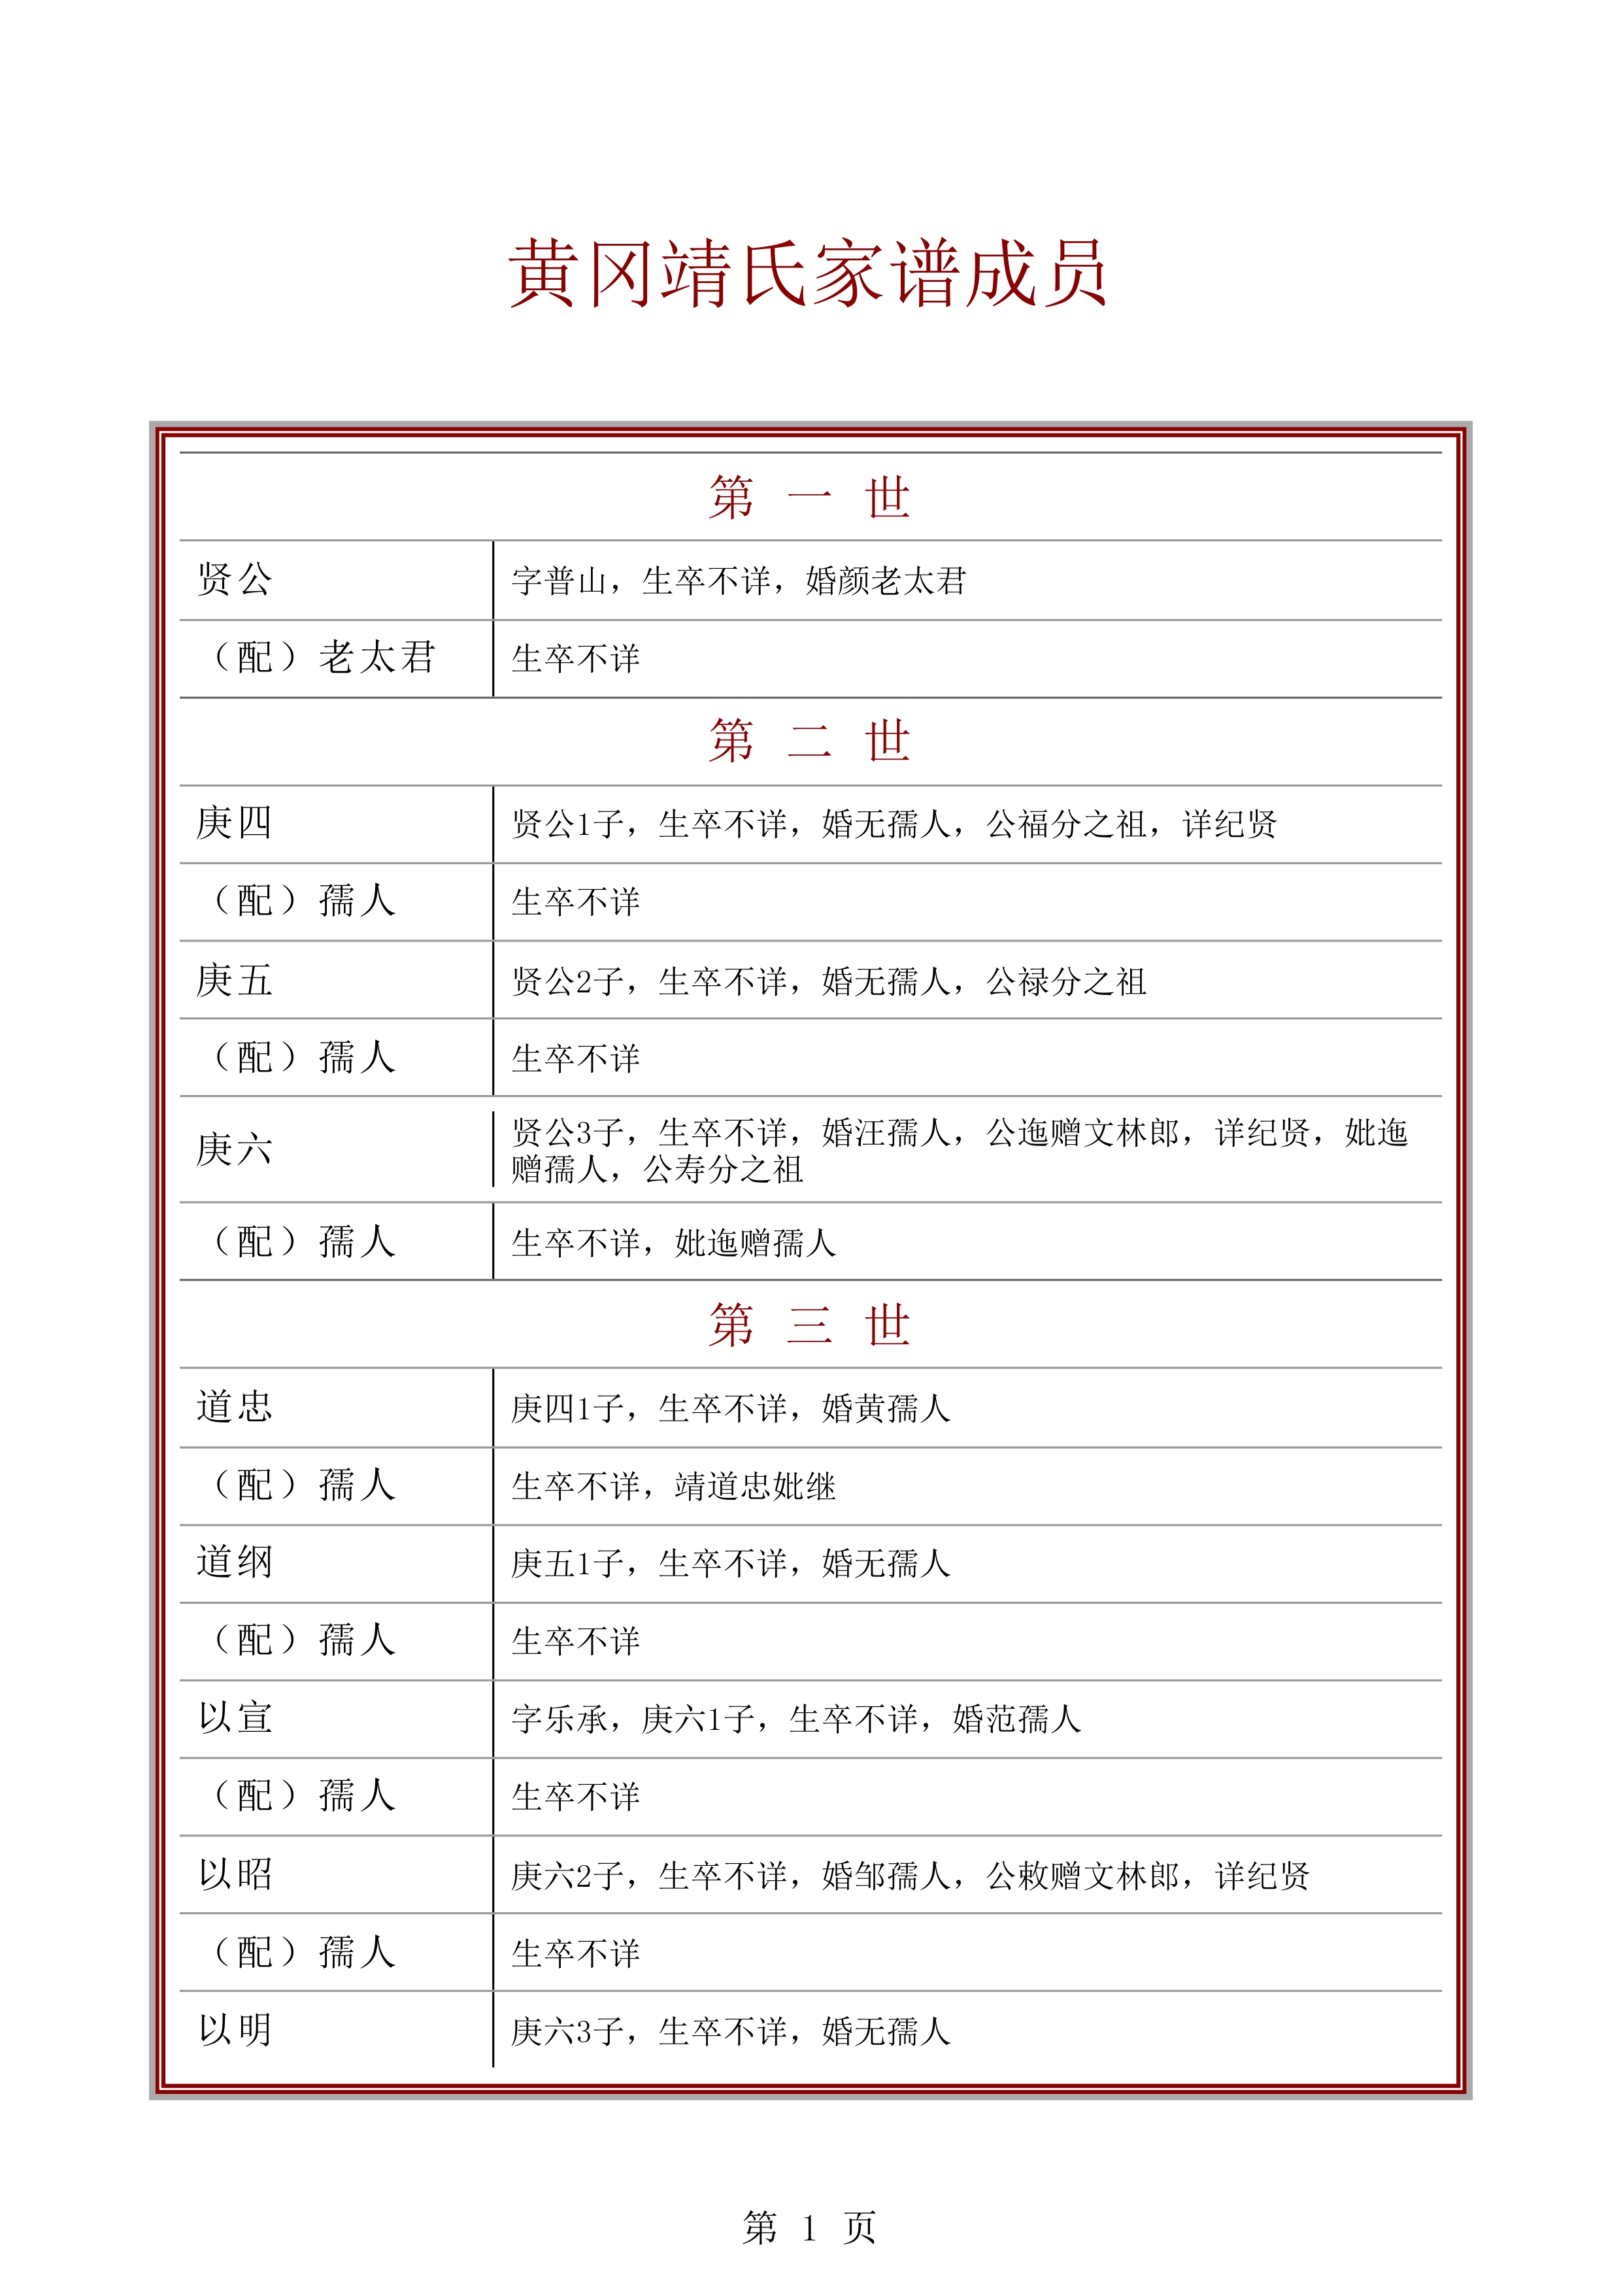 黄冈靖氏家谱成员
第 一 世
贤公 字普山，生卒不详，婚颜老太君
（配）老太君 生卒不详
第 二 世
庚四 贤公1子，生卒不详，婚无孺人，公福分之祖，详纪贤
（配）孺人 生卒不详
庚五 贤公2子，生卒不详，婚无孺人，公禄分之祖
（配）孺人 生卒不详
庚六 贤公3子，生卒不详，婚汪孺人，公迤赠文林郎，详纪贤，妣迤
赠孺人，公寿分之祖
（配）孺人 生卒不详，妣迤赠孺人
第 三 世
道忠 庚四1子，生卒不详，婚黄孺人
（配）孺人 生卒不详，靖道忠妣继
道纲 庚五1子，生卒不详，婚无孺人
（配）孺人 生卒不详
以宣 字乐承，庚六1子，生卒不详，婚范孺人
（配）孺人 生卒不详
以昭 庚六2子，生卒不详，婚邹孺人，公敕赠文林郎，详纪贤
（配）孺人 生卒不详
以明 庚六3子，生卒不详，婚无孺人
第 1 页